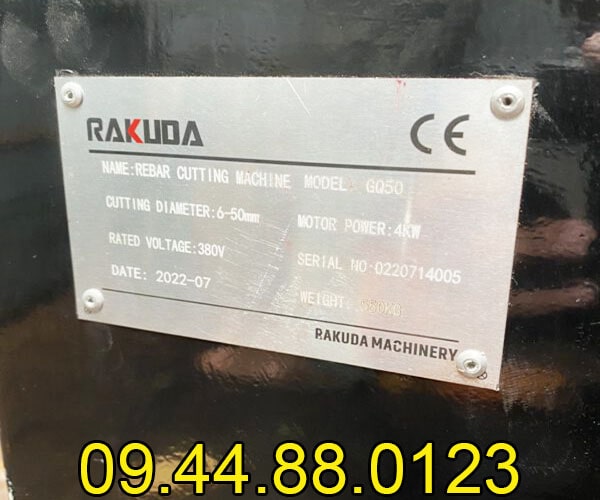 RAKUDA CE
NAME:REBAR CUTTING MACHINE MODEL: GQ50
CUTTING DIAMETER:6-50mm MOTOR POWER:4KW
RATED VOLTAGE:380V SERIAL NO:0220714005
DATE: 2022-07 WEIGHT:
RAKUDA MACHINERY
09.44.88.0123